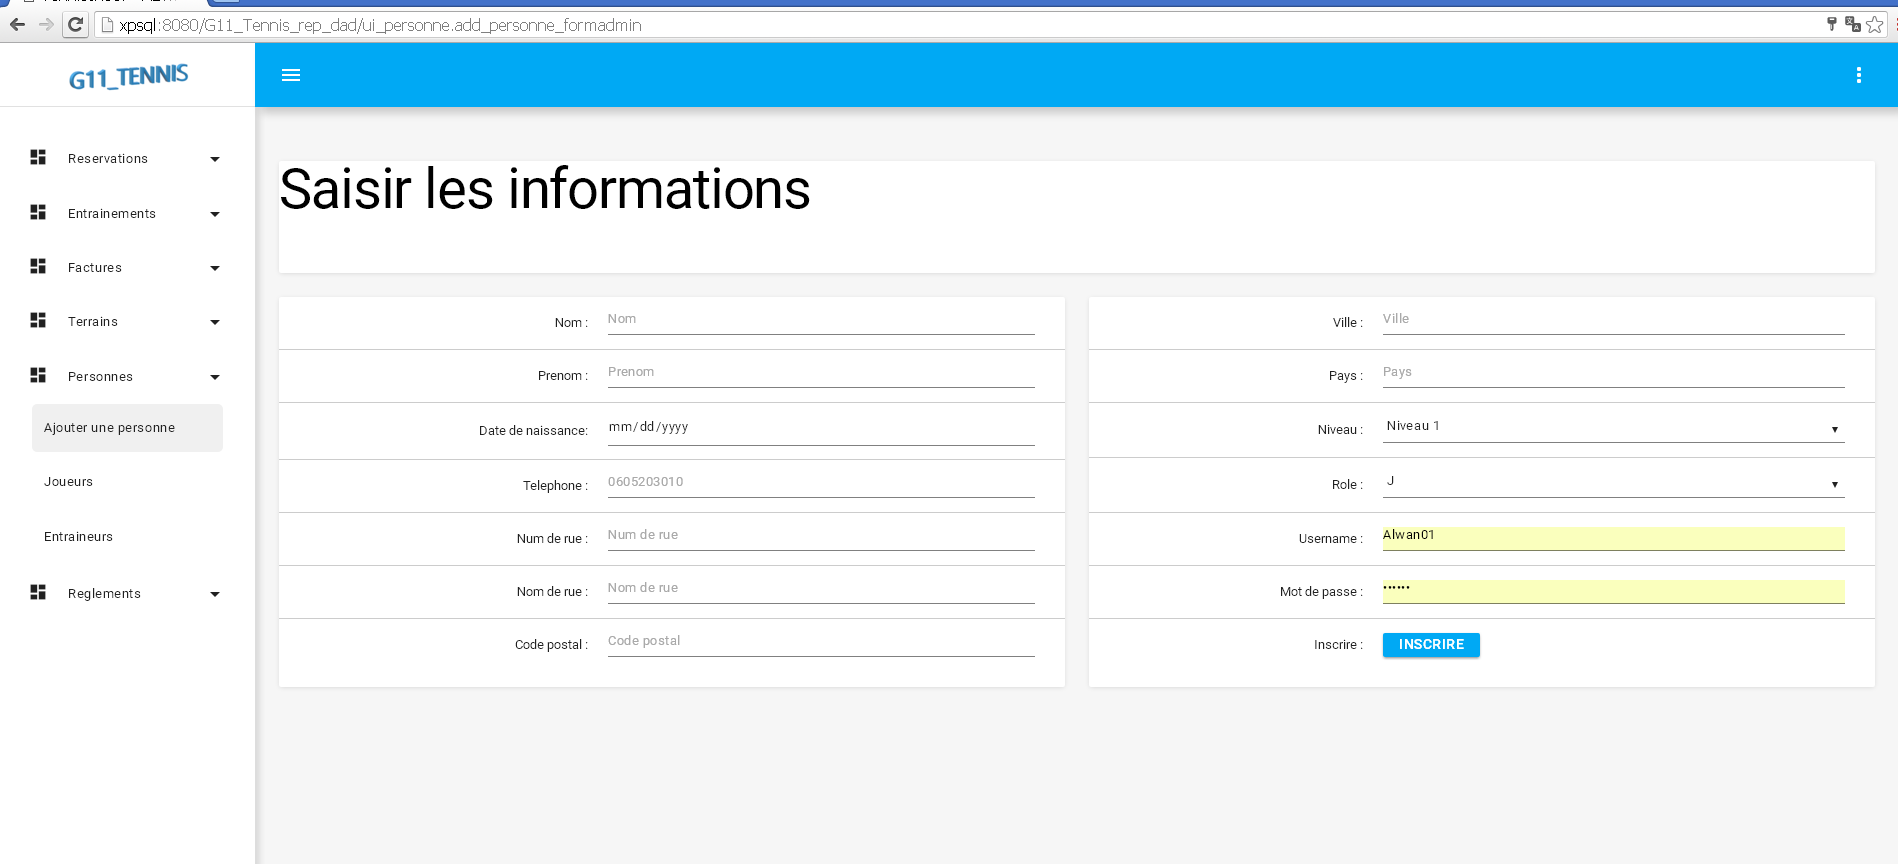 xpsql:8080/G11_Tennis_rep_dad/ui_personne.add_personne_formadmin
G11_TENNIS
Reservations
Entrainements
Factures
Terrains
Personnes
Ajouter une personne
Joueurs
Entraineurs
Reglements
Saisir les informations
Nom : Nom
Prenom : Prenom
Date de naissance: mm/dd/yyyy
Telephone : 0605203010
Num de rue : Num de rue
Nom de rue : Nom de rue
Code postal : Code postal
Ville : Ville
Pays : Pays
Niveau : Niveau 1
Role : J
Username : Alwan01
Mot de passe : ••••••
Inscrire : INSCRIRE